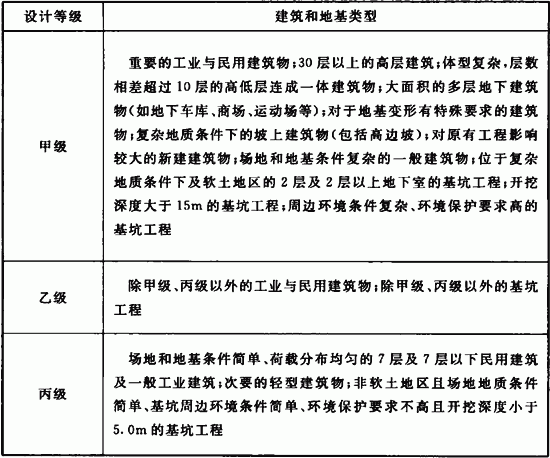 设计等级
建筑和地基类型
甲级
重要的工业与民用建筑物;30层以上的高层建筑;体型复杂,层数
相差超过10层的高低层连成一体建筑物;大面积的多层地下建筑
物(如地下车库、商场、运动场等);对于地基变形有特殊要求的建筑
物;复杂地质条件下的坡上建筑物(包括高边坡);对原有工程影响
较大的新建建筑物;场地和地基条件复杂的一般建筑物;位于复杂
地质条件下及软土地区的2层及2层以上地下室的基坑工程;开挖
深度大于15m的基坑工程;周边环境条件复杂、环境保护要求高的
基坑工程
乙级
除甲级、丙级以外的工业与民用建筑物;除甲级、丙级以外的基坑
工程
丙级
场地和地基条件简单、荷载分布均匀的7层及7层以下民用建筑
及一般工业建筑;次要的轻型建筑物;非软土地区且场地地质条件
简单、基坑周边环境条件简单、环境保护要求不高且开挖深度小于
5.0m的基坑工程